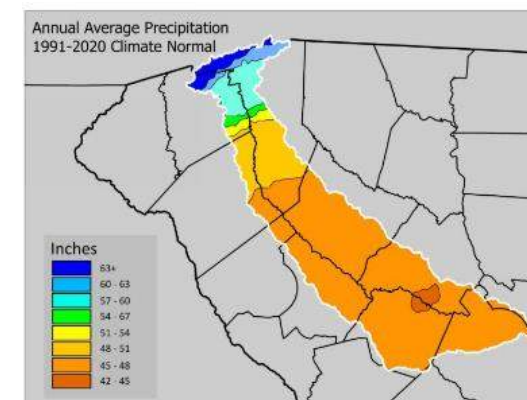 Annual Average Precipitation
1991-2020 Climate Normal
Inches
63+
60 - 63
57 - 60
54 - 67
51 - 54
48 - 51
45 - 48
42 - 45